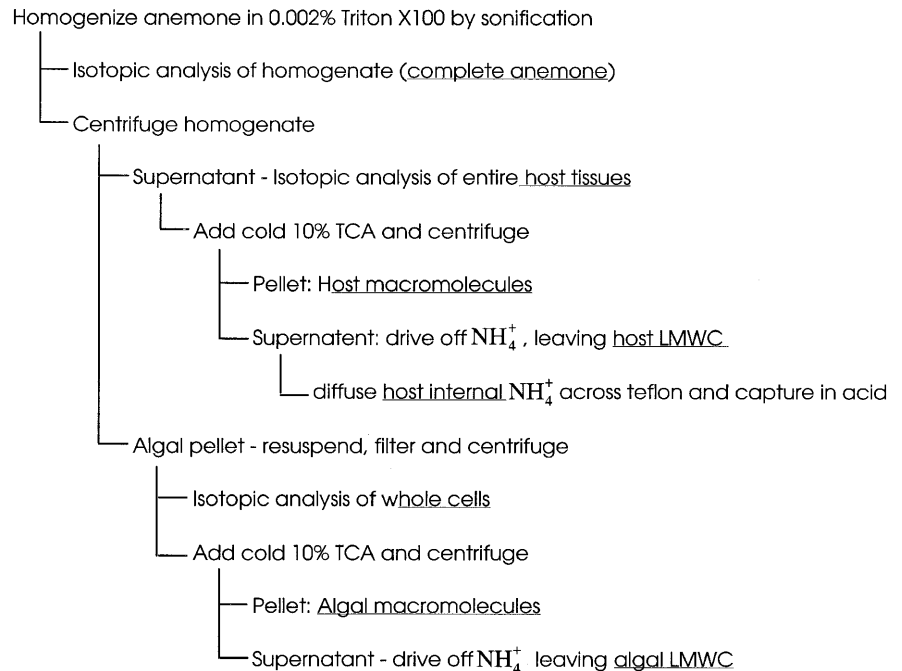 Homogenize anemone in 0.002% Triton X100 by sonification
Isotopic analysis of homogenate (complete anemone)
Centrifuge homogenate
Supernatant - Isotopic analysis of entire host tissues
Add cold 10% TCA and centrifuge
Pellet: Host macromolecules
Supernatent: drive off NH₄⁺, leaving host LMWC
diffuse host internal NH₄⁺ across teflon and capture in acid
Algal pellet - resuspend, filter and centrifuge
Isotopic analysis of whole cells
Add cold 10% TCA and centrifuge
Pellet: Algal macromolecules
Supernatant - drive off NH₄⁺ leaving algal LMWC